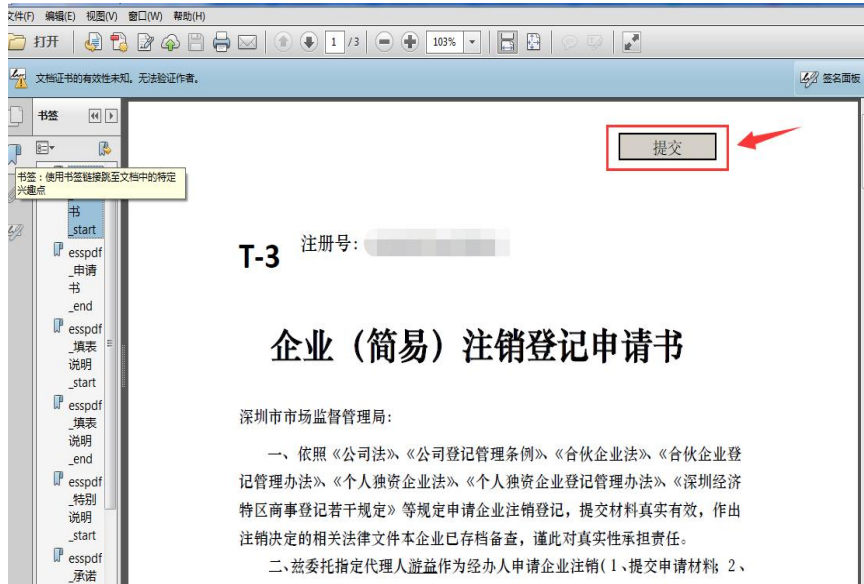 文件(F) 编辑(E) 视图(V) 窗口(W) 帮助(H)
打开 1 /3 103%
文档证书的有效性未知。无法验证作者。 签名面板
书签
提交
书签：使用书签链接跳至文档中的特定
兴趣点
书
_start
T-3 注册号:
esspdf
_申请
书
_end
企业（简易）注销登记申请书
esspdf
_填表
说明
_start
esspdf
_填表
说明
_end
esspdf
_特别
说明
_start
esspdf
_承诺
深圳市市场监督管理局:
一、依照《公司法》、《公司登记管理条例》、《合伙企业法》、《合伙企业登
记管理办法》、《个人独资企业法》、《个人独资企业登记管理办法》、《深圳经济
特区商事登记若干规定》等规定申请企业注销登记，提交材料真实有效，作出
注销决定的相关法律文件本企业已存档备查，谨此对真实性承担责任。
二、兹委托指定代理人游益作为经办人申请企业注销(1、提交申请材料; 2、